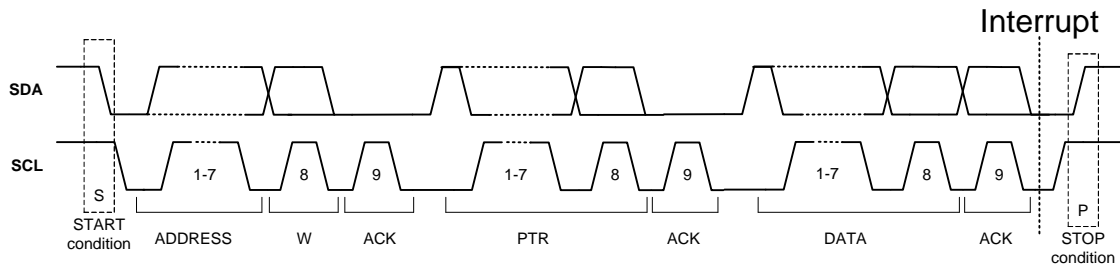 Interrupt
SDA
SCL
1-7
8
9
1-7
8
9
1-7
8
9
S
P
START
condition
ADDRESS
W
ACK
PTR
ACK
DATA
ACK
STOP
condition